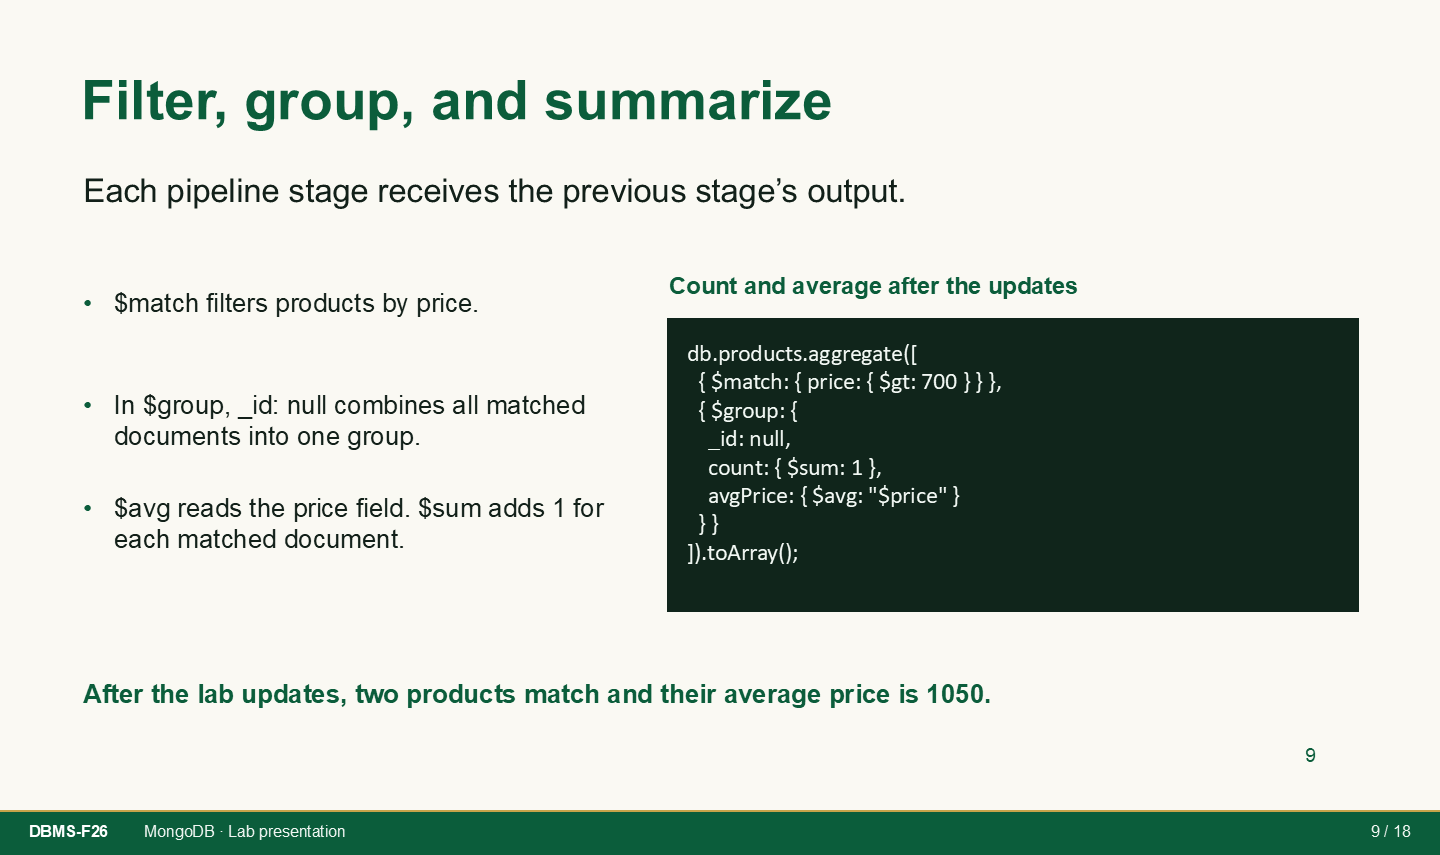 Filter, group, and summarize
Each pipeline stage receives the previous stage’s output.
• $match filters products by price.
• In $group, _id: null combines all matched
documents into one group.
• $avg reads the price field. $sum adds 1 for
each matched document.
Count and average after the updates
db.products.aggregate([
  { $match: { price: { $gt: 700 } } },
  { $group: {
    _id: null,
    count: { $sum: 1 },
    avgPrice: { $avg: "$price" }
  } }
]).toArray();
After the lab updates, two products match and their average price is 1050.
9
DBMS-F26 MongoDB · Lab presentation 9 / 18